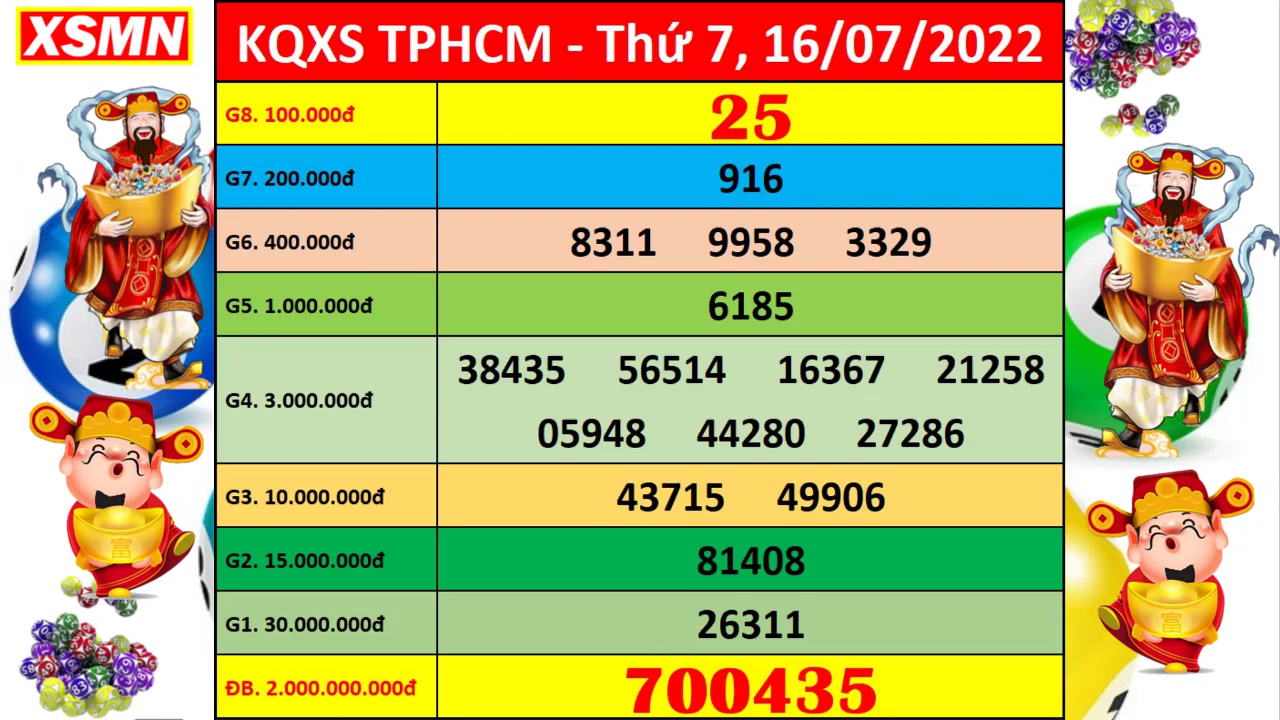 XSMN
KQXS TPHCM - Thứ 7, 16/07/2022
G8. 100.000đ 25
G7. 200.000đ 916
G6. 400.000đ 8311 9958 3329
G5. 1.000.000đ 6185
G4. 3.000.000đ 38435 56514 16367 21258
05948 44280 27286
G3. 10.000.000đ 43715 49906
G2. 15.000.000đ 81408
G1. 30.000.000đ 26311
ĐB. 2.000.000.000đ 700435
富
富